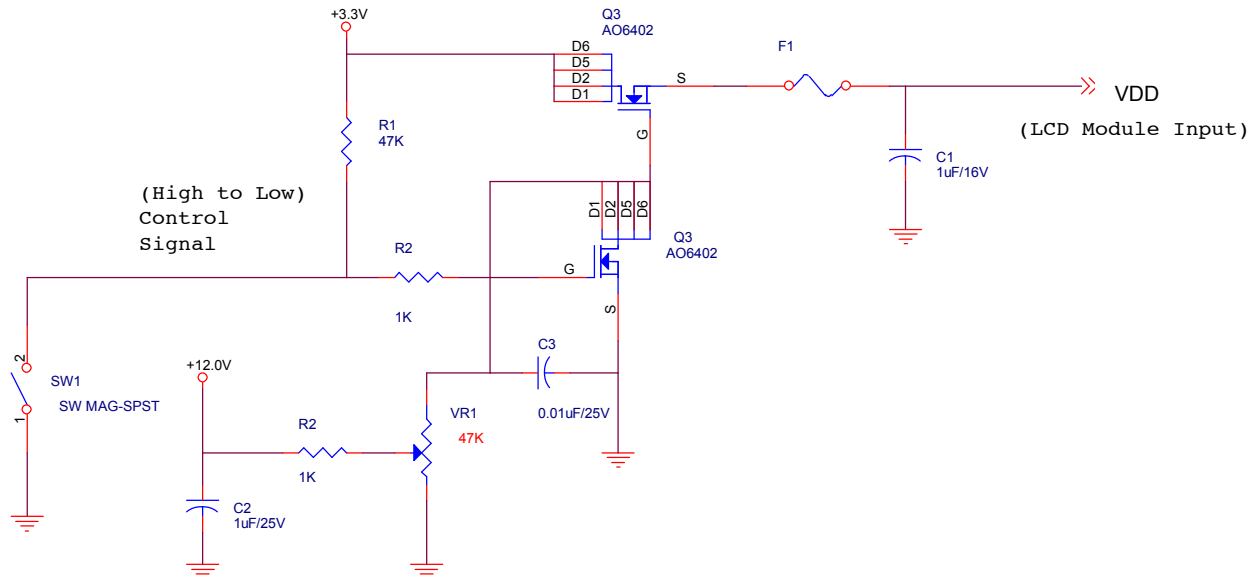 +3.3V
Q3
AO6402
F1
D6
D5
D2
D1
S
VDD
(LCD Module Input)
R1
47K
G
C1
1uF/16V
(High to Low)
Control
Signal
D1
D2
D5
D6
Q3
AO6402
R2
G
1K
S
2
SW1
SW MAG-SPST
1
+12.0V
C3
0.01uF/25V
VR1
47K
R2
1K
C2
1uF/25V